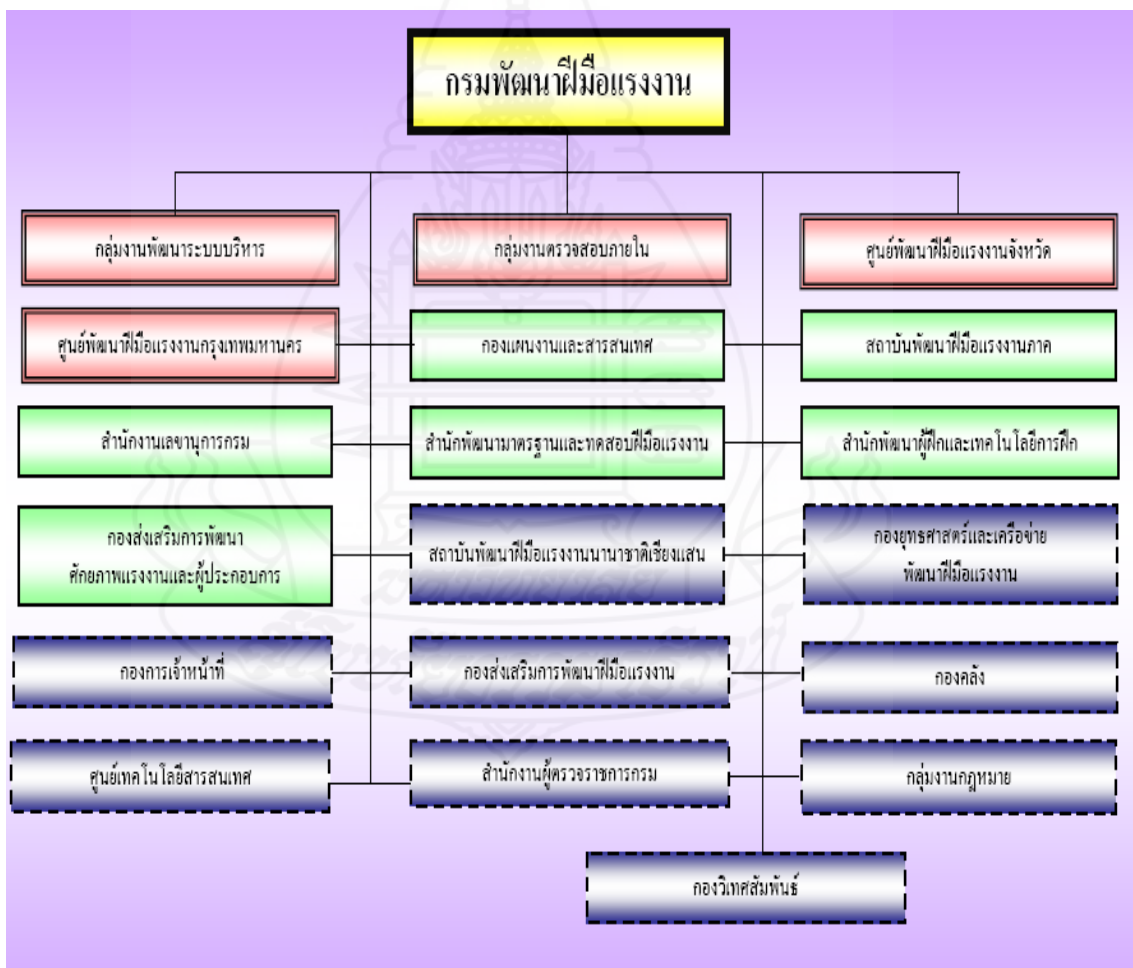 กรมพัฒนาฝีมือแรงงาน
กลุ่มงานพัฒนาระบบบริหาร
กลุ่มงานตรวจสอบภายใน
ศูนย์พัฒนาฝีมือแรงงานจังหวัด
ศูนย์พัฒนาฝีมือแรงงานกรุงเทพมหานคร
กองแผนงานและสารสนเทศ
สถาบันพัฒนาฝีมือแรงงานภาค
สำนักงานเลขานุการกรม
สำนักพัฒนามาตรฐานและทดสอบฝีมือแรงงาน
สำนักพัฒนาผู้ฝึกและเทคโนโลยีการฝึก
กองส่งเสริมการพัฒนา
ศักยภาพแรงงานและผู้ประกอบการ
สถาบันพัฒนาฝีมือแรงงานนานาชาติเชียงแสน
กองยุทธศาสตร์และเครือข่าย
พัฒนาฝีมือแรงงาน
กองการเจ้าหน้าที่
กองส่งเสริมการพัฒนาฝีมือแรงงาน
กองคลัง
ศูนย์เทคโนโลยีสารสนเทศ
สำนักงานผู้ตรวจราชการกรม
กลุ่มงานกฎหมาย
กองวิเทศสัมพันธ์